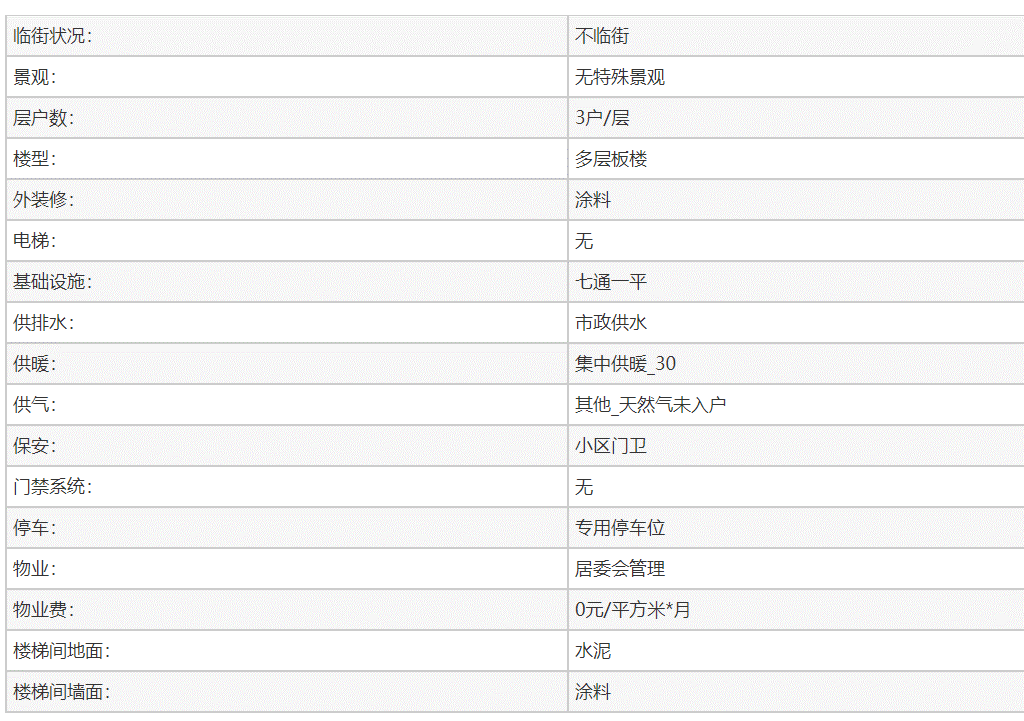 临街状况: 不临街
景观: 无特殊景观
层户数: 3户/层
楼型: 多层板楼
外装修: 涂料
电梯: 无
基础设施: 七通一平
供排水: 市政供水
供暖: 集中供暖_30
供气: 其他_天然气未入户
保安: 小区门卫
门禁系统: 无
停车: 专用停车位
物业: 居委会管理
物业费: 0元/平方米*月
楼梯间地面: 水泥
楼梯间墙面: 涂料